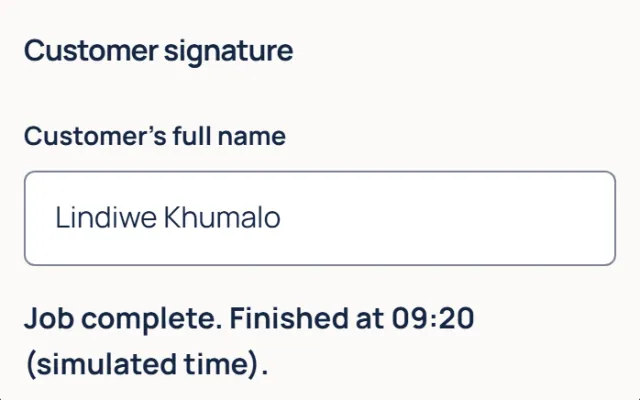 Customer signature
Customer’s full name
Lindiwe Khumalo
Job complete. Finished at 09:20
(simulated time).